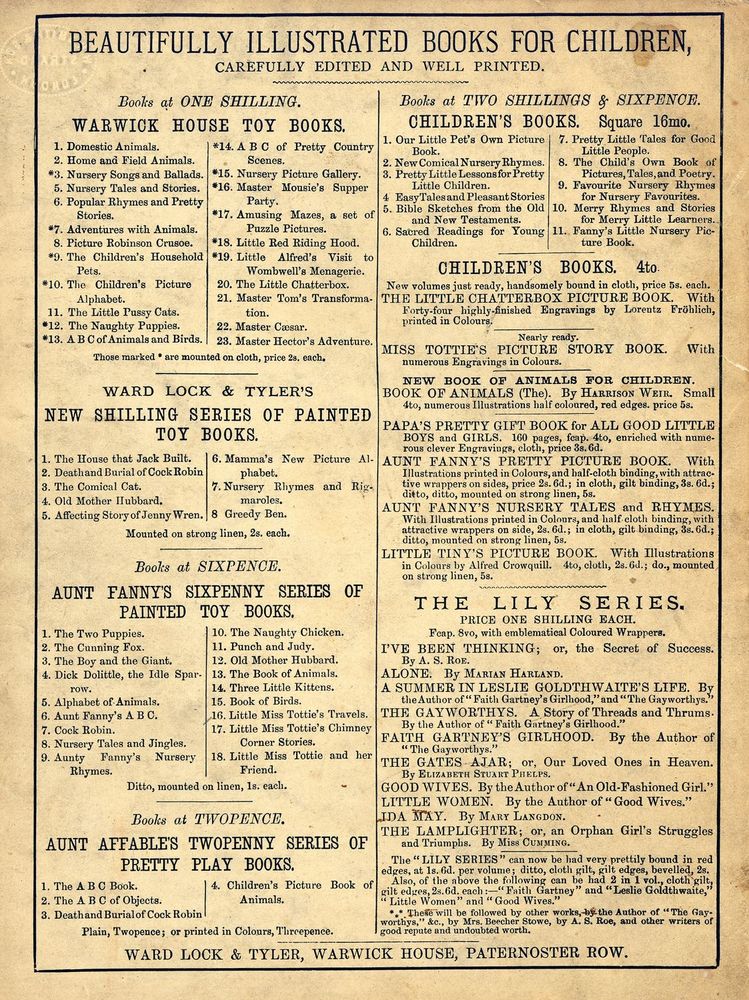 BEAUTIFULLY ILLUSTRATED BOOKS FOR CHILDREN,
CAREFULLY EDITED AND WELL PRINTED.
Books at ONE SHILLING.
WARWICK HOUSE TOY BOOKS.
1. Domestic Animals.
2. Home and Field Animals.
*3. Nursery Songs and Ballads.
5. Nursery Tales and Stories.
6. Popular Rhymes and Pretty
Stories.
*7. Adventures with Animals.
8. Picture Robinson Crusoe.
*9. The Children's Household
Pets.
*10. The Children's Picture
Alphabet.
11. The Little Pussy Cats.
*12. The Naughty Puppies.
*13. A B C of Animals and Birds.
*14. A B C of Pretty Country
Scenes.
*15. Nursery Picture Gallery.
*16. Master Mousie's Supper
Party.
*17. Amusing Mazes, a set of
Puzzle Pictures.
*18. Little Red Riding Hood.
*19. Little Alfred's Visit to
Wombwell's Menagerie.
20. The Little Chatterbox.
21. Master Tom's Transforma-
tion.
22. Master Cæsar.
23. Master Hector's Adventure.
Those marked * are mounted on cloth, price 2s. each.
WARD LOCK & TYLER'S
NEW SHILLING SERIES OF PAINTED
TOY BOOKS.
1. The House that Jack Built.
2. Death and Burial of Cock Robin
3. The Comical Cat.
4. Old Mother Hubbard.
5. Affecting Story of Jenny Wren.
6. Mamma's New Picture Al-
phabet.
7. Nursery Rhymes and Rig-
maroles.
8 Greedy Ben.
Mounted on strong linen, 2s. each.
Books at SIXPENCE.
AUNT FANNY'S SIXPENNY SERIES OF
PAINTED TOY BOOKS.
1. The Two Puppies.
2. The Cunning Fox.
3. The Boy and the Giant.
4. Dick Dolittle, the Idle Spar-
row.
5. Alphabet of Animals.
6. Aunt Fanny's A B C.
7. Cock Robin.
8. Nursery Tales and Jingles.
9. Aunty Fanny's Nursery
Rhymes.
10. The Naughty Chicken.
11. Punch and Judy.
12. Old Mother Hubbard.
13. The Book of Animals.
14. Three Little Kittens.
15. Book of Birds.
16. Little Miss Tottie's Travels.
17. Little Miss Tottie's Chimney
Corner Stories.
18. Little Miss Tottie and her
Friend.
Ditto, mounted on linen, 1s. each.
Books at TWOPENCE.
AUNT AFFABLE'S TWOPENNY SERIES OF
PRETTY PLAY BOOKS.
1. The A B C Book.
2. The A B C of Objects.
3. Death and Burial of Cock Robin
4. Children's Picture Book of
Animals.
Plain, Twopence; or printed in Colours, Threepence.
Books at TWO SHILLINGS & SIXPENCE.
CHILDREN'S BOOKS. Square 16mo.
1. Our Little Pet's Own Picture
Book.
2. New Comical Nursery Rhymes.
3. Pretty Little Lessons for Pretty
Little Children.
4 Easy Tales and Pleasant Stories
5. Bible Sketches from the Old
and New Testaments.
6. Sacred Readings for Young
Children.
7. Pretty Little Tales for Good
Little People.
8. The Child's Own Book of
Pictures, Tales, and Poetry.
9. Favourite Nursery Rhymes
for Nursery Favourites.
10. Merry Rhymes and Stories
for Merry Little Learners.
11. Fanny's Little Nursery Pic-
ture Book.
CHILDREN'S BOOKS. 4to.
New volumes just ready, handsomely bound in cloth, price 5s. each.
THE LITTLE CHATTERBOX PICTURE BOOK. With
Forty-four highly-finished Engravings by Lorentz Fröhlich,
printed in Colours.
Nearly ready.
MISS TOTTIE'S PICTURE STORY BOOK. With
numerous Engravings in Colours.
NEW BOOK OF ANIMALS FOR CHILDREN.
BOOK OF ANIMALS (The). By HARRISON WEIR. Small
4to, numerous Illustrations half coloured, red edges. price 5s.
PAPA'S PRETTY GIFT BOOK for ALL GOOD LITTLE
BOYS and GIRLS. 160 pages, fcap. 4to, enriched with nume-
rous clever Engravings, cloth, price 3s. 6d.
AUNT FANNY'S PRETTY PICTURE BOOK. With
Illustrations printed in Colours, and half-cloth binding, with attrac-
tive wrappers on sides, price 2s. 6d.; in cloth, gilt binding, 3s. 6d.;
ditto, ditto, mounted on strong linen, 5s.
AUNT FANNY'S NURSERY TALES and RHYMES.
With Illustrations printed in Colours, and half-cloth binding, with
attractive wrappers on side, 2s. 6d.; in cloth, gilt binding, 3s. 6d.;
ditto, mounted on strong linen, 5s.
LITTLE TINY'S PICTURE BOOK. With Illustrations
in Colours by Alfred Crowquill. 4to, cloth, 2s. 6d.; do., mounted
on strong linen, 5s.
THE LILY SERIES.
PRICE ONE SHILLING EACH.
Fcap. 8vo, with emblematical Coloured Wrappers.
I'VE BEEN THINKING; or, the Secret of Success.
By A. S. ROE.
ALONE. By MARIAN HARLAND.
A SUMMER IN LESLIE GOLDTHWAITE'S LIFE. By
the Author of "Faith Gartney's Girlhood," and "The Gayworthys."
THE GAYWORTHYS. A Story of Threads and Thrums.
By the Author of "Faith Gartney's Girlhood."
FAITH GARTNEY'S GIRLHOOD. By the Author of
"The Gayworthys."
THE GATES AJAR; or, Our Loved Ones in Heaven.
By ELIZABETH STUART PHELPS.
GOOD WIVES. By the Author of "An Old-Fashioned Girl."
LITTLE WOMEN. By the Author of "Good Wives."
IDA MAY. By MARY LANGDON.
THE LAMPLIGHTER; or, an Orphan Girl's Struggles
and Triumphs. By MISS CUMMING.
The "LILY SERIES" can now be had very prettily bound in red
edges, at 1s. 6d. per volume; ditto, cloth gilt, gilt edges, bevelled, 2s.
Also, of the above the following can be had 2 in 1 vol., cloth gilt,
gilt edges, 2s. 6d. each:—"Faith Gartney" and "Leslie Goldthwaite,"
"Little Women" and "Good Wives."
*** These will be followed by other works, by the Author of "The Gay-
worthys," &c., by Mrs. Beecher Stowe, by A. S. Roe, and other writers of
good repute and undoubted worth.
WARD LOCK & TYLER, WARWICK HOUSE, PATERNOSTER ROW.